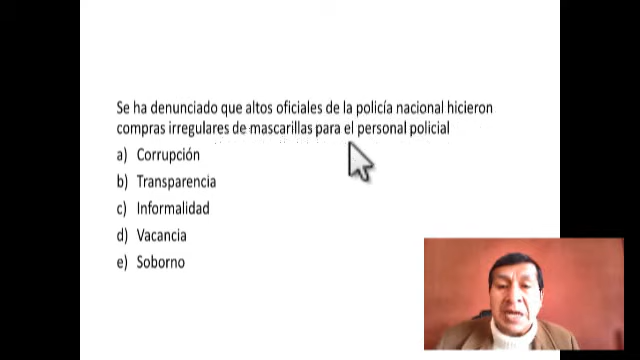 Se ha denunciado que altos oficiales de la policía nacional hicieron
compras irregulares de mascarillas para el personal policial
a) Corrupción
b) Transparencia
c) Informalidad
d) Vacancia
e) Soborno